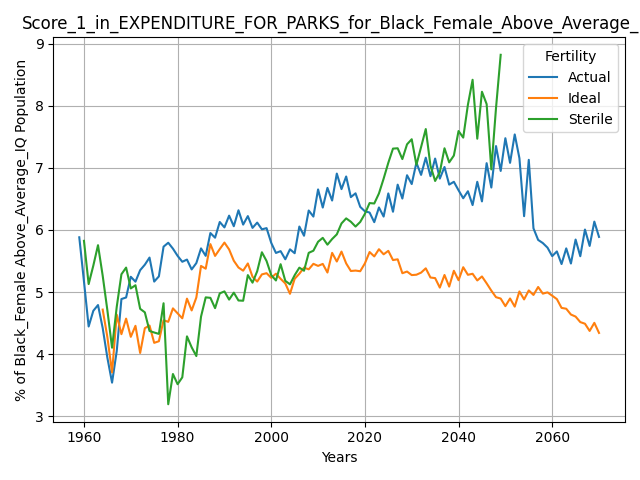 Score_1_in_EXPENDITURE_FOR_PARKS_for_Black_Female_Above_Average_
% of Black_Female Above_Average_IQ Population
9
8
7
6
5
4
3
Fertility
Actual
Ideal
Sterile
1960 1980 2000 2020 2040 2060
Years